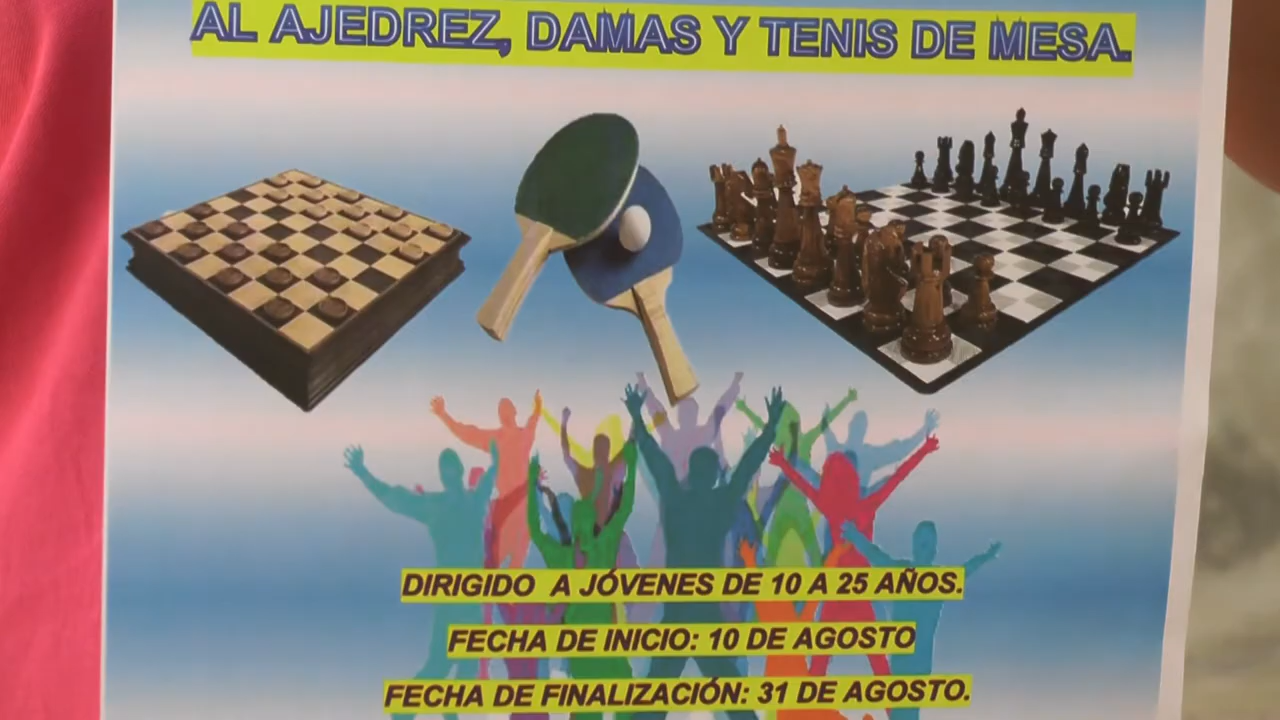 AL AJEDREZ, DAMAS Y TENIS DE MESA.
DIRIGIDO A JÓVENES DE 10 A 25 AÑOS.
FECHA DE INICIO: 10 DE AGOSTO
FECHA DE FINALIZACIÓN: 31 DE AGOSTO.